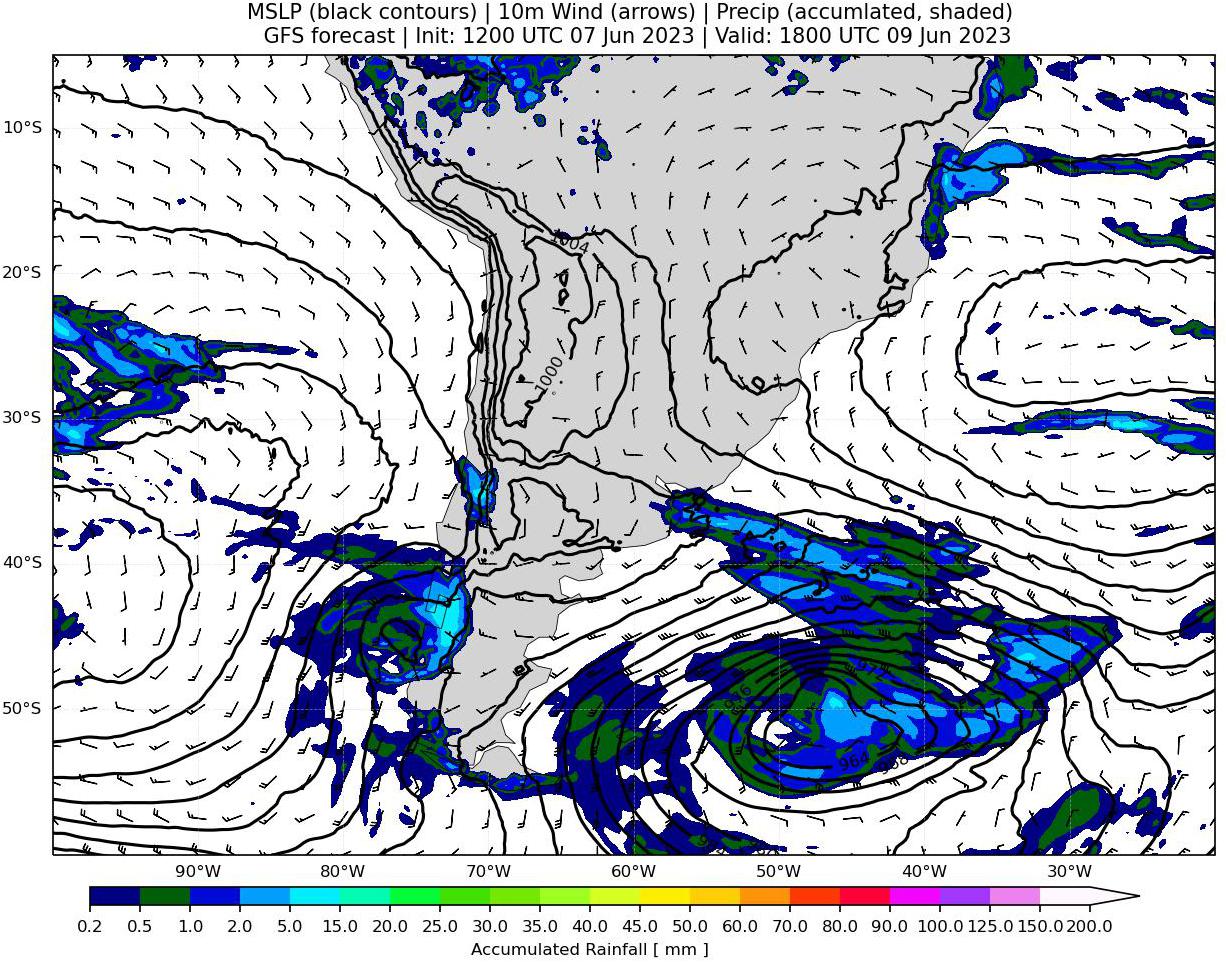 MSLP (black contours) | 10m Wind (arrows) | Precip (accumlated, shaded)
GFS forecast | Init: 1200 UTC 07 Jun 2023 | Valid: 1800 UTC 09 Jun 2023
10°S
20°S
30°S
40°S
50°S
1004
1000
972
964
90°W
80°W
70°W
60°W
50°W
40°W
30°W
0.2 0.5 1.0 2.0 5.0 10.0 15.0 20.0 25.0 30.0 35.0 40.0 45.0 50.0 60.0 70.0 80.0 90.0 100.0 125.0 150.0 200.0
Accumulated Rainfall [ mm ]